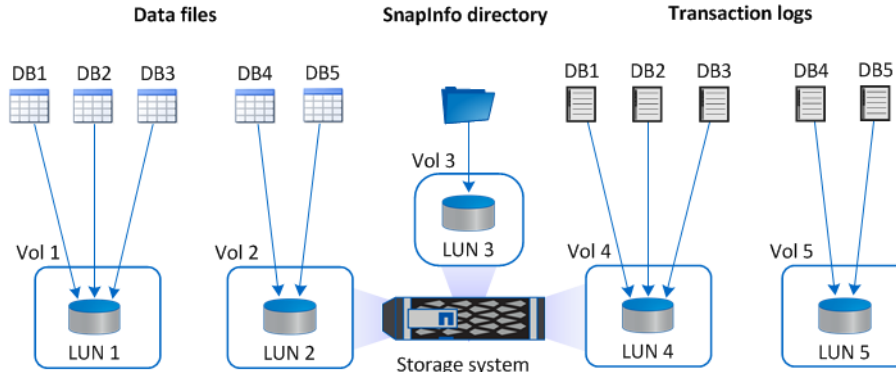 Data files
SnapInfo directory
Transaction logs
DB1 DB2 DB3
DB4 DB5
DB1 DB2 DB3
DB4 DB5
Vol 3
LUN 3
Vol 1
LUN 1
Vol 2
LUN 2
Vol 4
LUN 4
Vol 5
LUN 5
Storage system